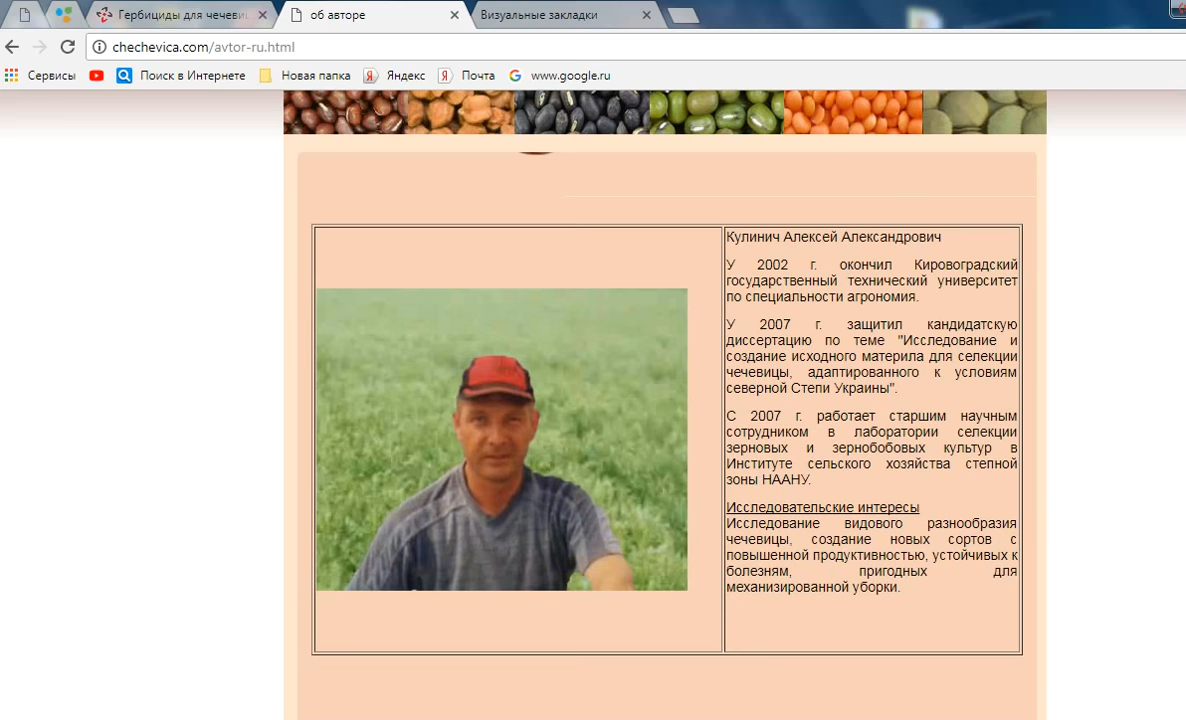 Гербициды для чечеви
об авторе
Визуальные закладки
chechevica.com/avtor-ru.html
Сервисы
Поиск в Интернете
Новая папка
Яндекс
Почта
www.google.ru
Кулинич Алексей Александрович
У 2002 г. окончил Кировоградский
государственный технический университет
по специальности агрономия.
У 2007 г. защитил кандидатскую
диссертацию по теме "Исследование и
создание исходного материла для селекции
чечевицы, адаптированного к условиям
северной Степи Украины".
С 2007 г. работает старшим научным
сотрудником в лаборатории селекции
зерновых и зернобобовых культур в
Институте сельского хозяйства степной
зоны НААНУ.
Исследовательские интересы
Исследование видового разнообразия
чечевицы, создание новых сортов с
повышенной продуктивностью, устойчивых к
болезням, пригодных для
механизированной уборки.